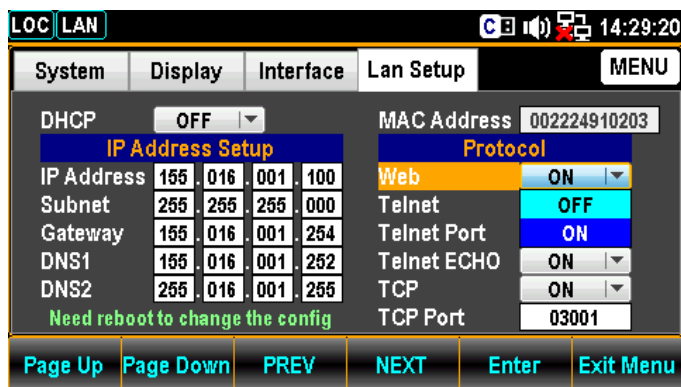 LOC LAN C 14:29:20
System Display Interface Lan Setup MENU
DHCP OFF
IP Address Setup
IP Address 155 . 016 . 001 . 100
Subnet 255 . 255 . 255 . 000
Gateway 155 . 016 . 001 . 254
DNS1 155 . 016 . 001 . 252
DNS2 255 . 016 . 001 . 255
Need reboot to change the config
MAC Address 002224910203
Protocol
Web ON
Telnet OFF
Telnet Port ON
Telnet ECHO ON
TCP ON
TCP Port 03001
Page Up Page Down PREV NEXT Enter Exit Menu